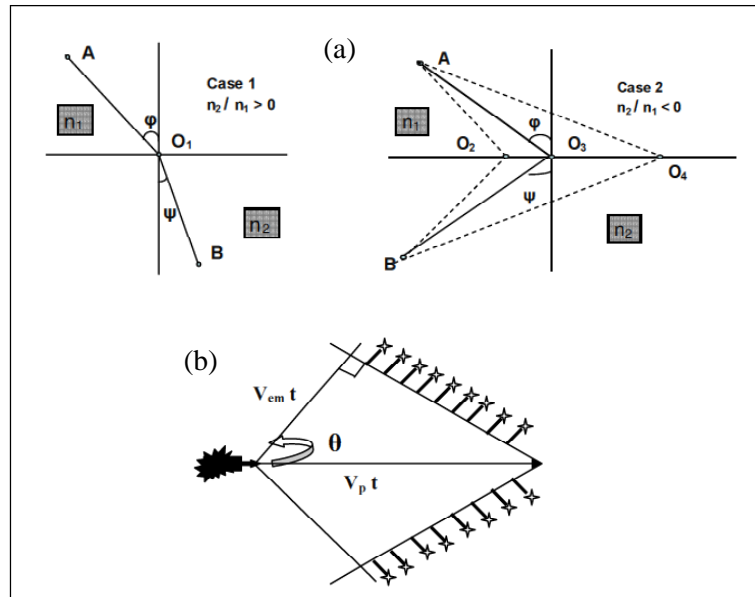 (a)
A
Case 1
n2 / n1 > 0
n1
φ
O1
ψ
n2
B
A
Case 2
n2 / n1 < 0
n1
φ
O2
O3
O4
ψ
n2
B
(b)
Vem t
θ
Vp t